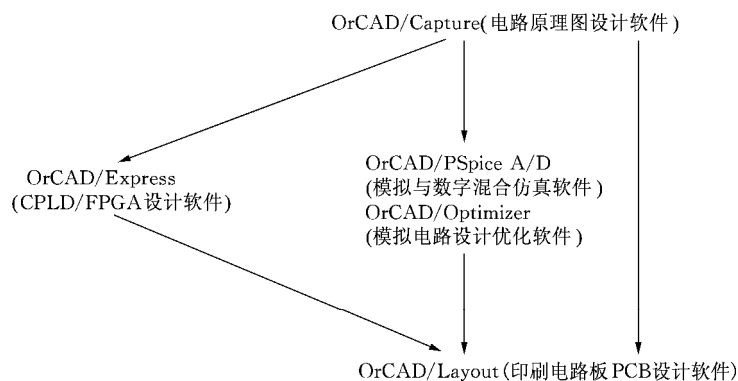 OrCAD/Capture(电路原理图设计软件)
OrCAD/Express
(CPLD/FPGA设计软件)
OrCAD/PSpice A/D
(模拟与数字混合仿真软件)
OrCAD/Optimizer
(模拟电路设计优化软件)
OrCAD/Layout(印刷电路板PCB设计软件)